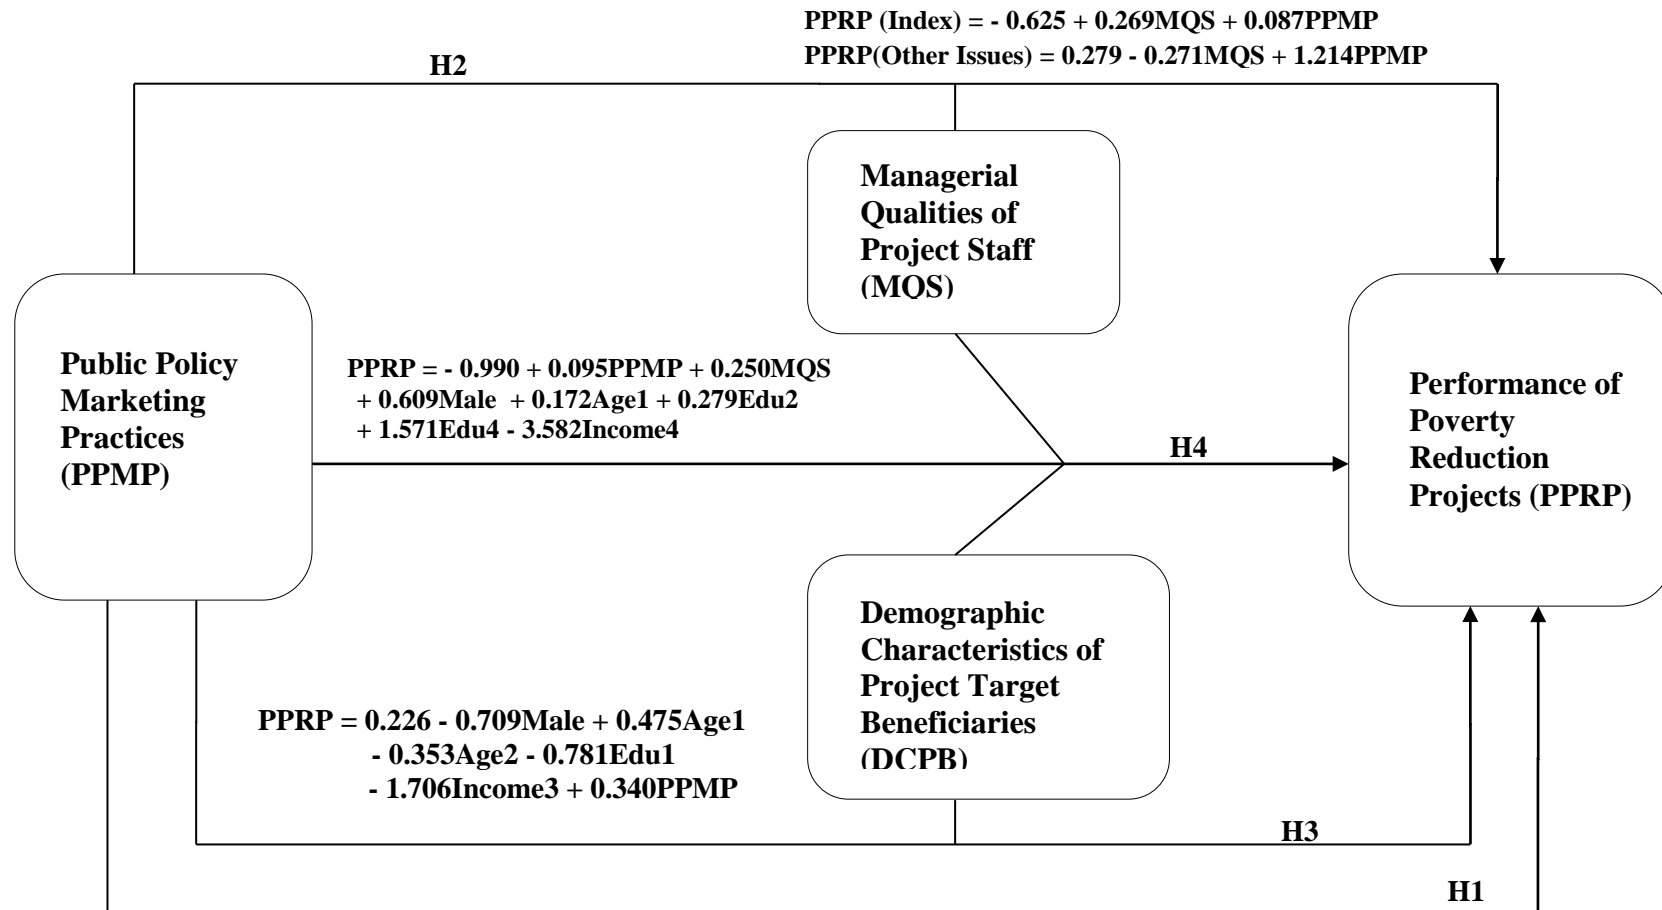 PPRP (Index) = - 0.625 + 0.269MQS + 0.087PPMP
PPRP(Other Issues) = 0.279 - 0.271MQS + 1.214PPMP
H2
Managerial
Qualities of
Project Staff
(MQS)
Public Policy
Marketing
Practices
(PPMP)
PPRP = - 0.990 + 0.095PPMP + 0.250MQS
+ 0.609Male + 0.172Age1 + 0.279Edu2
+ 1.571Edu4 - 3.582Income4
H4
Performance of
Poverty
Reduction
Projects (PPRP)
Demographic
Characteristics of
Project Target
Beneficiaries
(DCPB)
PPRP = 0.226 - 0.709Male + 0.475Age1
- 0.353Age2 - 0.781Edu1
- 1.706Income3 + 0.340PPMP
H3
H1